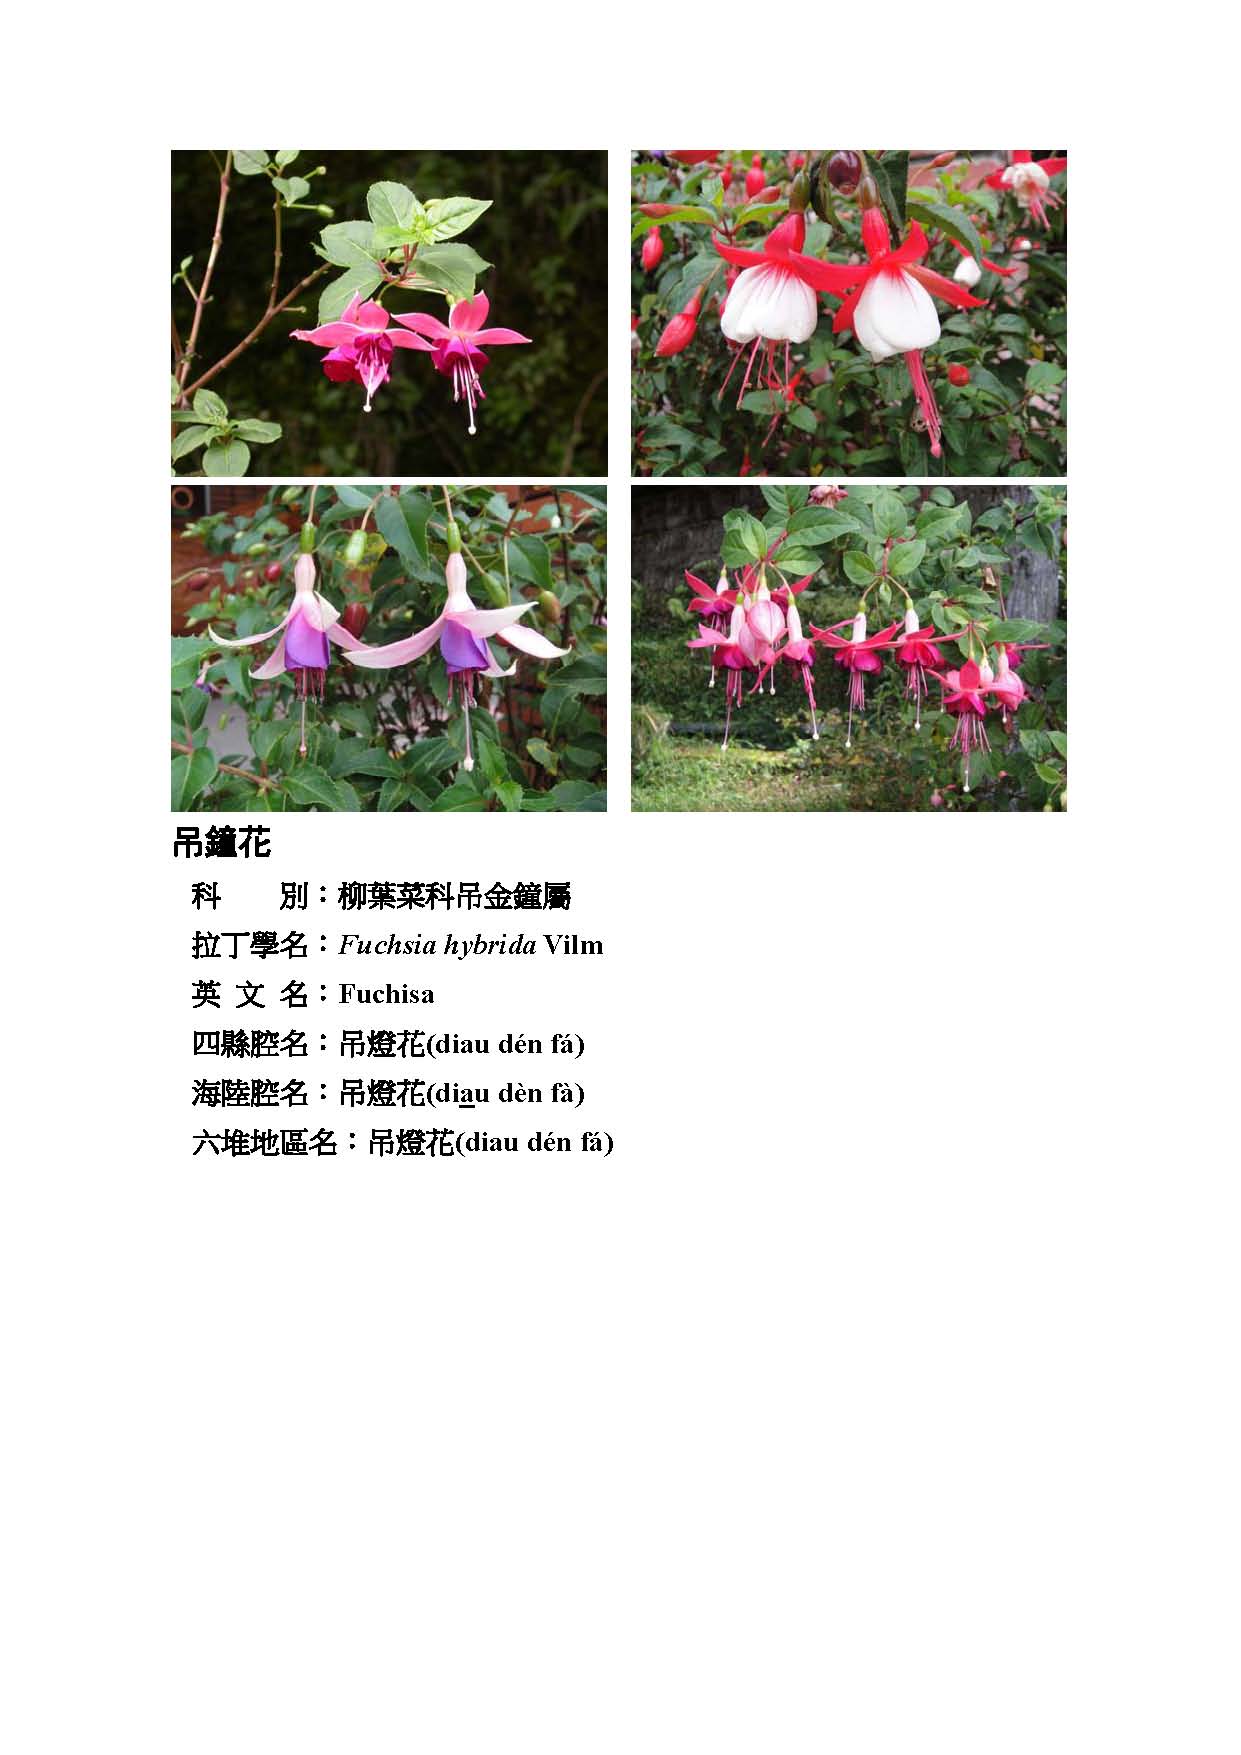 吊鐘花
科　　別：柳葉菜科吊金鐘屬
拉丁學名：Fuchsia hybrida Vilm
英 文 名：Fuchisa
四縣腔名：吊燈花(diau dén fá)
海陸腔名：吊燈花(dia̲u dèn fà)
六堆地區名：吊燈花(diau dén fá)